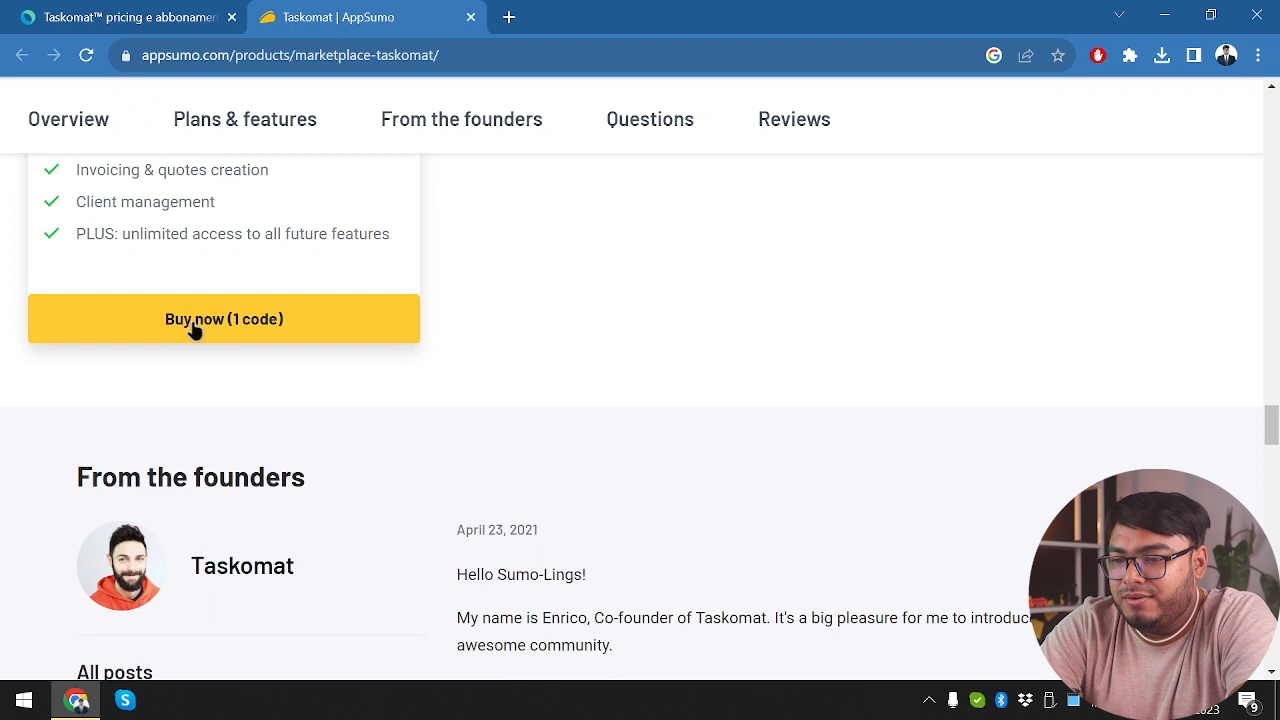 Taskomat™ pricing e abbonamen
Taskomat | AppSumo
appsumo.com/products/marketplace-taskomat/
Overview
Plans & features
From the founders
Questions
Reviews
Invoicing & quotes creation
Client management
PLUS: unlimited access to all future features
Buy now (1 code)
From the founders
Taskomat
All posts
April 23, 2021
Hello Sumo-Lings!
My name is Enrico, Co-founder of Taskomat. It's a big pleasure for me to introduc
awesome community.
9